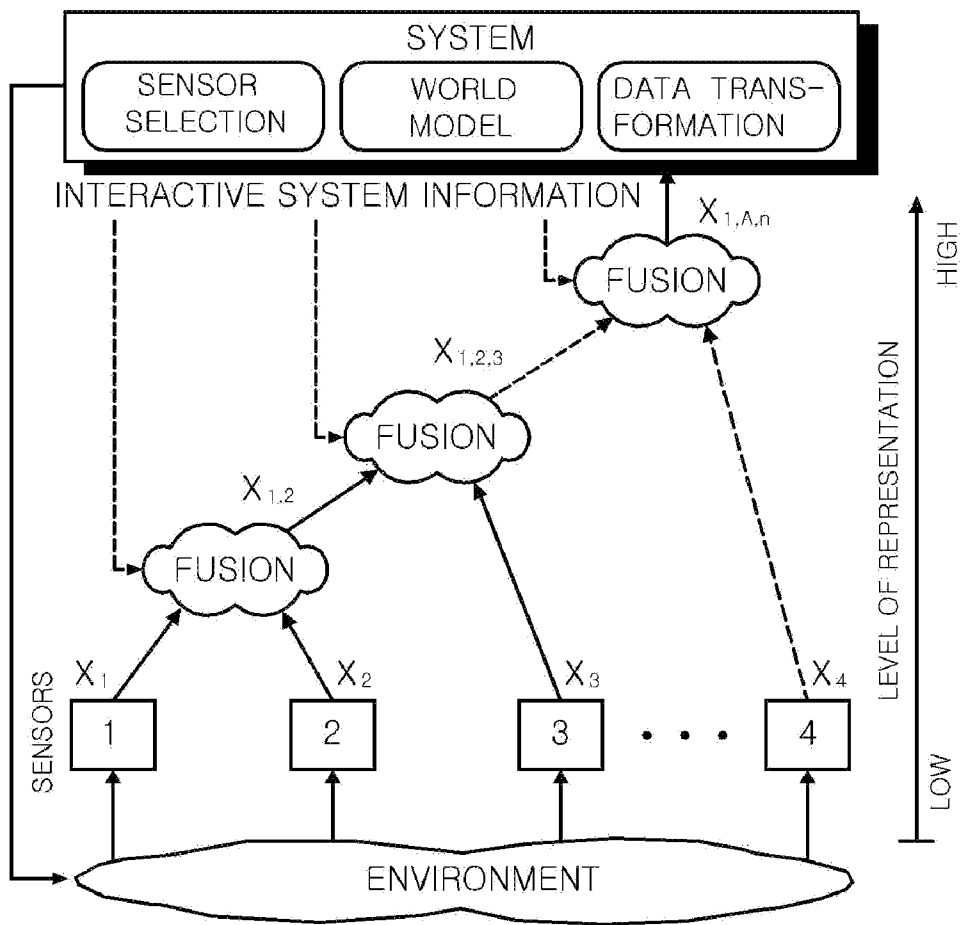 SYSTEM
SENSOR
SELECTION
WORLD
MODEL
DATA TRANS-
FORMATION
INTERACTIVE SYSTEM INFORMATION
X1,A,n
FUSION
HIGH
X1,2,3
FUSION
X1,2
FUSION
LEVEL OF REPRESENTATION
X1
X2
X3
X4
SENSORS
1
2
3
• • •
4
LOW
ENVIRONMENT